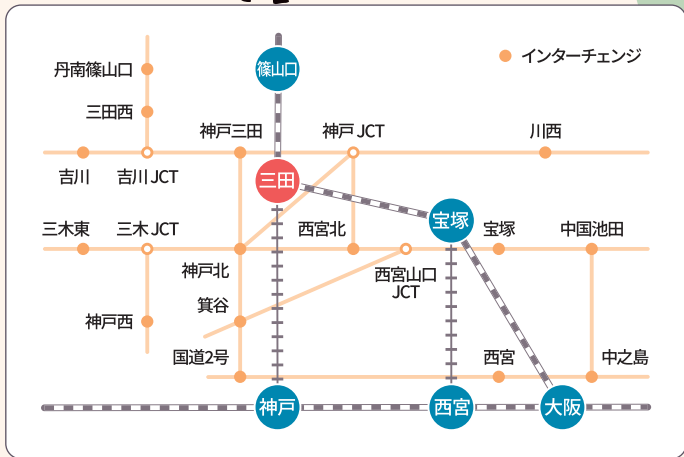 インターチェンジ
丹南篠山口
篠山口
三田西
神戸三田
神戸 JCT
川西
吉川
吉川 JCT
三田
三木東
三木 JCT
西宮北
宝塚
宝塚
中国池田
神戸北
西宮山口
JCT
箕谷
神戸西
国道2号
西宮
中之島
神戸
西宮
大阪